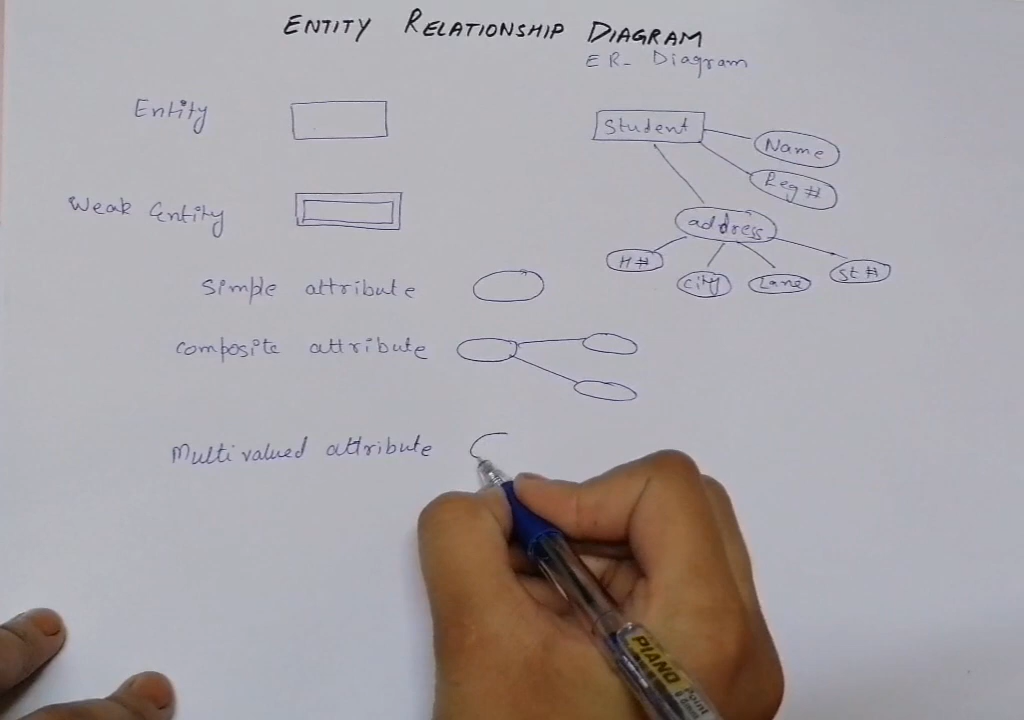 ENTITY RELATIONSHIP DIAGRAM
ER- Diagram
Entity
Student
Name
Reg #
Weak Entity
address
H #
City
Lane
St #
Simple attribute
Composite attribute
Multivalued attribute
PIANO
Point